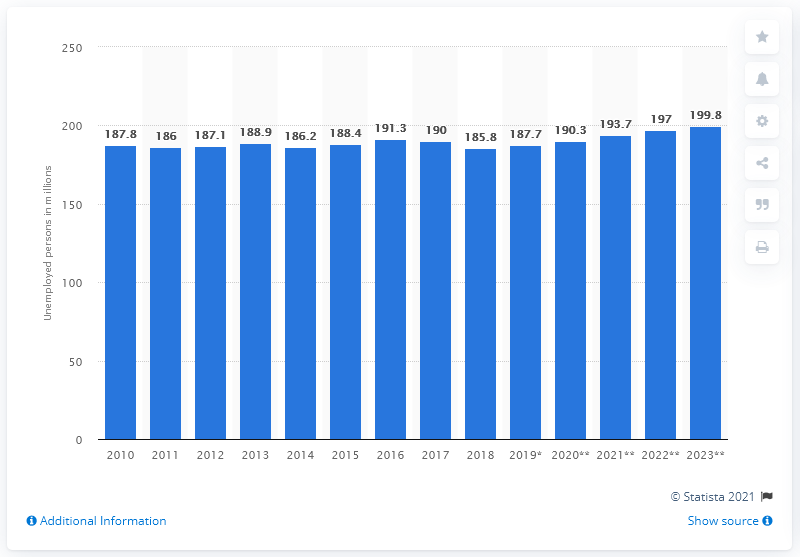 250
200
150
100
50
0
Unemployed persons in millions
187.8 186 187.1 188.9 186.2 188.4 191.3 190 185.8 187.7 190.3 193.7 197 199.8
2010 2011 2012 2013 2014 2015 2016 2017 2018 2019* 2020** 2021** 2022** 2023**
© Statista 2021
Additional Information
Show source